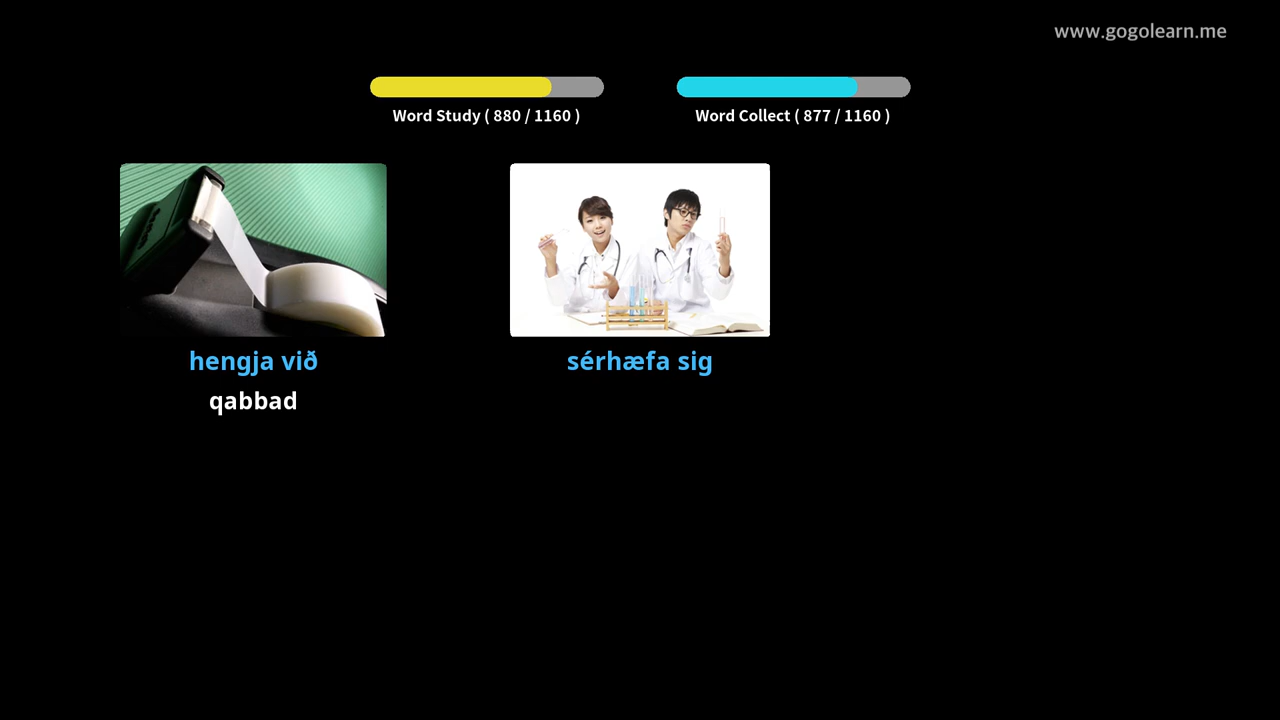 www.gogolearn.me
Word Study ( 880 / 1160 )
Word Collect ( 877 / 1160 )
hengja við
qabbad
sérhæfa sig